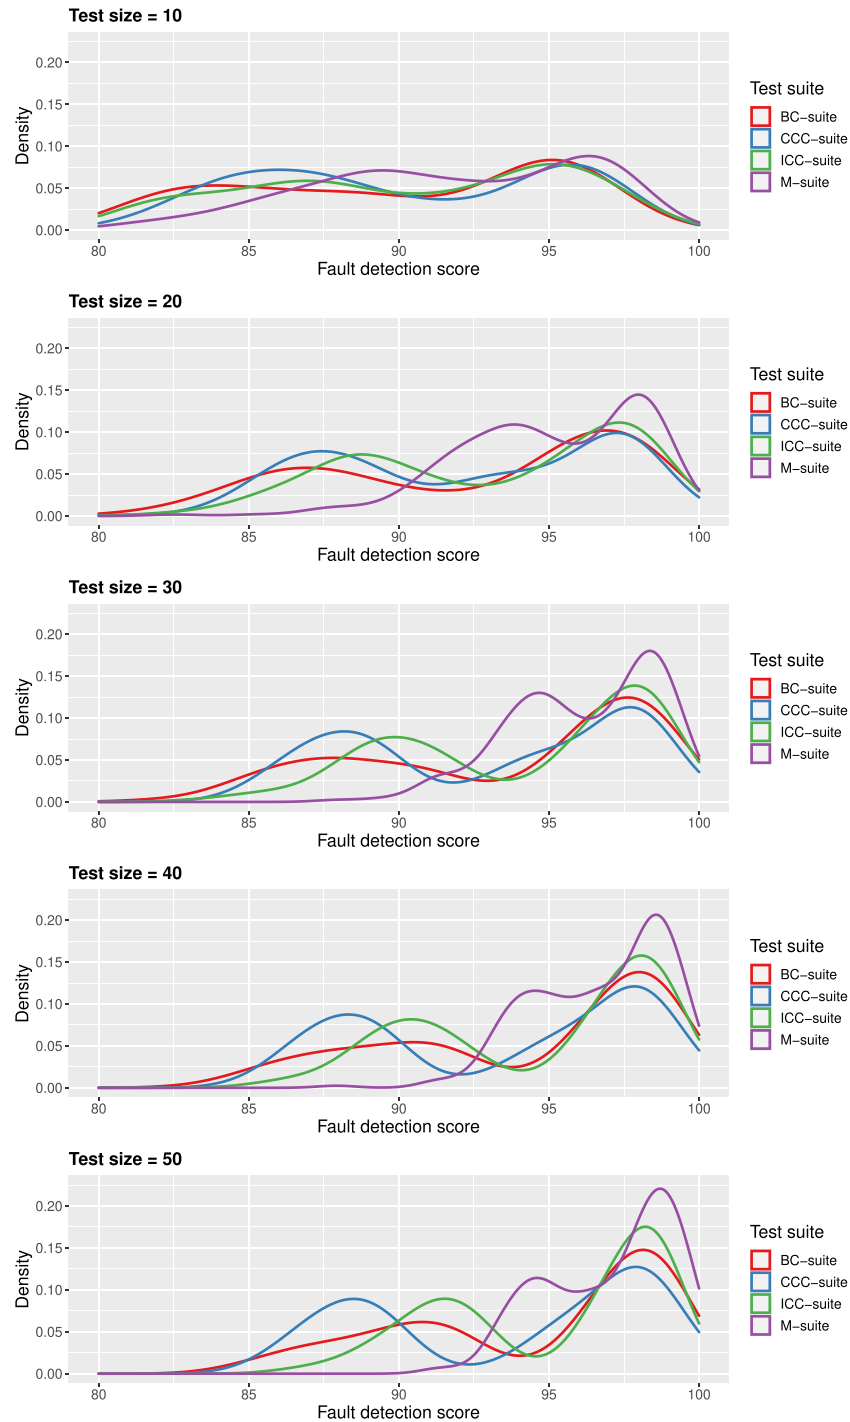 Test size = 10
0.20
0.15
0.10
0.05
0.00
Density
80 85 90 95 100
Fault detection score
Test suite
BC−suite
CCC−suite
ICC−suite
M−suite
Test size = 20
0.20
0.15
0.10
0.05
0.00
Density
80 85 90 95 100
Fault detection score
Test suite
BC−suite
CCC−suite
ICC−suite
M−suite
Test size = 30
0.20
0.15
0.10
0.05
0.00
Density
80 85 90 95 100
Fault detection score
Test suite
BC−suite
CCC−suite
ICC−suite
M−suite
Test size = 40
0.20
0.15
0.10
0.05
0.00
Density
80 85 90 95 100
Fault detection score
Test suite
BC−suite
CCC−suite
ICC−suite
M−suite
Test size = 50
0.20
0.15
0.10
0.05
0.00
Density
80 85 90 95 100
Fault detection score
Test suite
BC−suite
CCC−suite
ICC−suite
M−suite